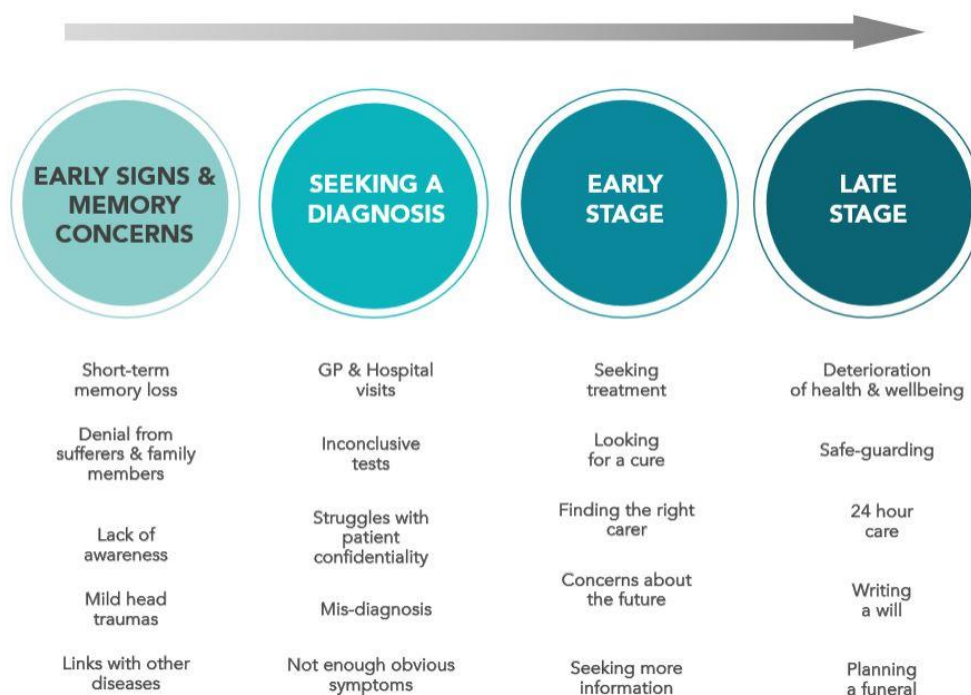 EARLY SIGNS &
MEMORY
CONCERNS
SEEKING A
DIAGNOSIS
EARLY
STAGE
LATE
STAGE
Short-term
memory loss
Denial from
sufferers & family
members
Lack of
awareness
Mild head
traumas
Links with other
diseases
GP & Hospital
visits
Inconclusive
tests
Struggles with
patient
confidentiality
Mis-diagnosis
Not enough obvious
symptoms
Seeking
treatment
Looking
for a cure
Finding the right
carer
Concerns about
the future
Seeking more
information
Deterioration
of health & wellbeing
Safe-guarding
24 hour
care
Writing
a will
Planning
a funeral